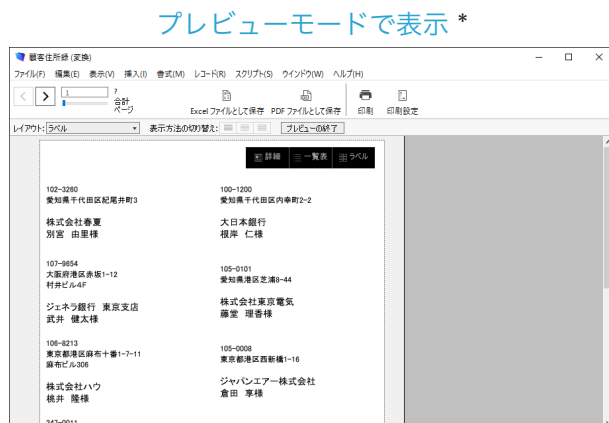 プレビューモードで表示 *
顧客住所録 (変換)
ファイル(F) 編集(E) 表示(V) 挿入(I) 書式(M) レコード(R) スクリプト(S) ウインドウ(W) ヘルプ(H)
1
?
合計
ページ
Excel ファイルとして保存 PDF ファイルとして保存 印刷 印刷設定
レイアウト: ラベル 表示方法の切り替え: プレビューの終了
詳細 一覧表 ラベル
102-3260
愛知県千代田区紀尾井町3
株式会社春夏
別宮 由里様
100-1200
愛知県千代田区内幸町2-2
大日本銀行
根岸 仁様
107-9654
大阪府港区赤坂1-12
村井ビル4F
ジェネラ銀行 東京支店
武井 健太様
105-0101
愛知県港区芝浦8-44
株式会社東京電気
藤堂 理香様
106-8213
東京都港区麻布十番1-7-11
麻布ビル306
株式会社ハウ
桃井 隆様
105-0008
東京都港区西新橋1-16
ジャパンエアー株式会社
倉田 享様
247-0011